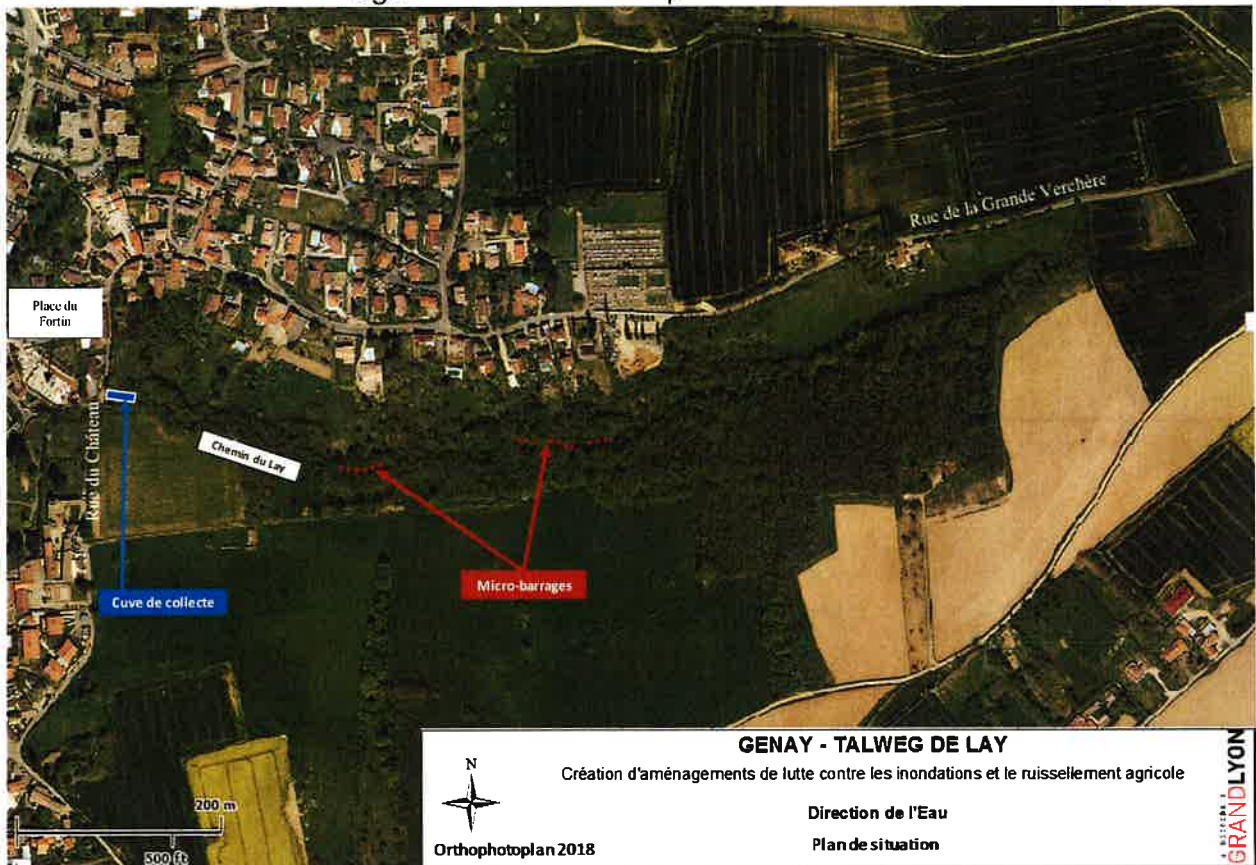 Rue de la Grande Verchère
Place du
Fortin
Rue du Château
Chemin du Lay
Micro-barrages
Cuve de collecte
200 m
500 ft
N
Orthophotoplan 2018
GENAY - TALWEG DE LAY
Création d'aménagements de lutte contre les inondations et le ruissellement agricole
Direction de l'Eau
Plan de situation
GRANDLYON